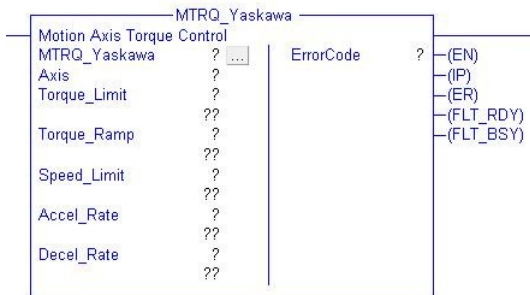 MTRQ_Yaskawa
Motion Axis Torque Control
MTRQ_Yaskawa ? ... ErrorCode ? (EN)
Axis ? (IP)
Torque_Limit ? (ER)
?? (FLT_RDY)
Torque_Ramp ? (FLT_BSY)
??
Speed_Limit ?
??
Accel_Rate ?
??
Decel_Rate ?
??